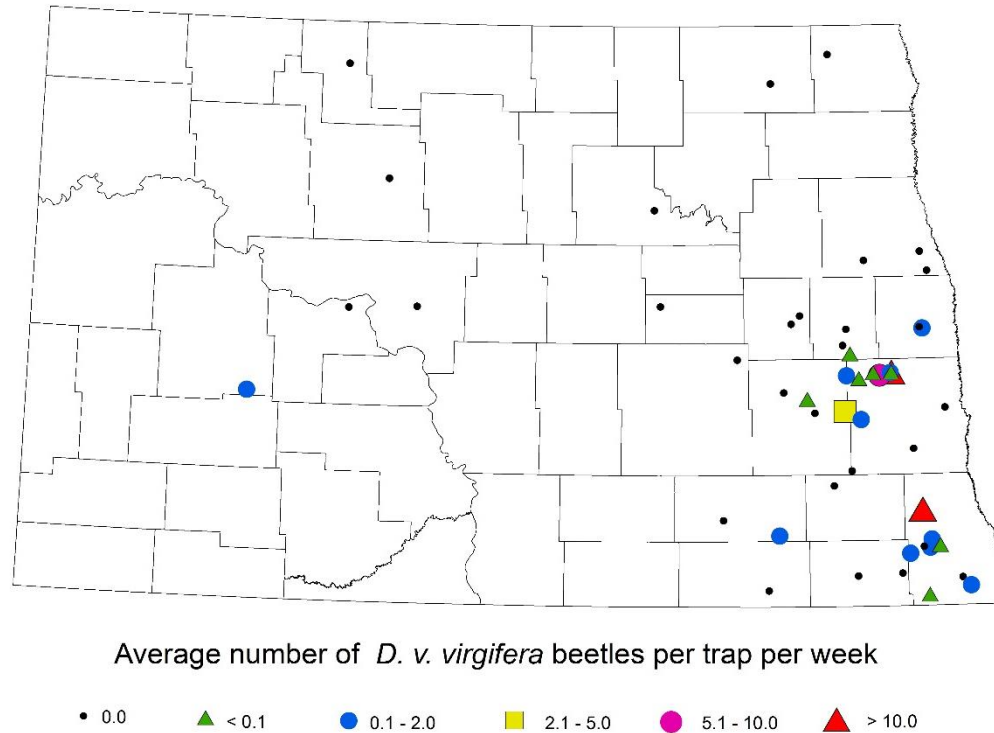 Average number of D. v. virgifera beetles per trap per week
0.0 < 0.1 0.1 - 2.0 2.1 - 5.0 5.1 - 10.0 > 10.0